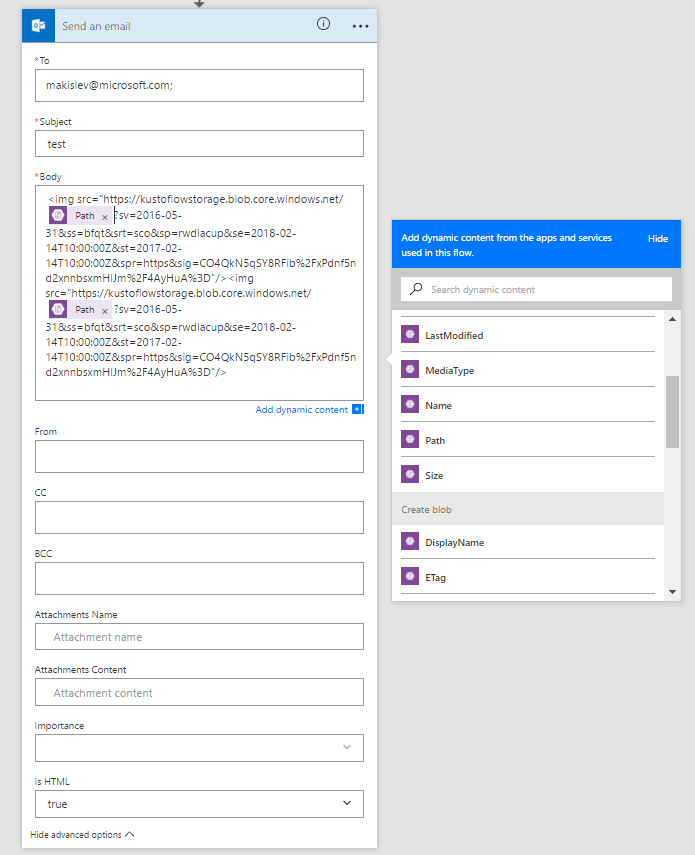 Send an email
*To
makislev@microsoft.com;
*Subject
test
*Body
<img src="https://kustoflowstorage.blob.core.windows.net/
Path x ?sv=2016-05-
31&ss=bfqt&srt=sco&sp=rwdlacup&se=2018-02-
14T10:00:00Z&st=2017-02-
14T10:00:00Z&spr=https&sig=CO4QkN5qSY8RFib%2FxPdnf5n
d2xnnbsxmHlJm%2F4AyHuA%3D"/><img
src="https://kustoflowstorage.blob.core.windows.net/
Path x ?sv=2016-05-
31&ss=bfqt&srt=sco&sp=rwdlacup&se=2018-02-
14T10:00:00Z&st=2017-02-
14T10:00:00Z&spr=https&sig=CO4QkN5qSY8RFib%2FxPdnf5n
d2xnnbsxmHlJm%2F4AyHuA%3D"/>
Add dynamic content
From
CC
BCC
Attachments Name
Attachment name
Attachments Content
Attachment content
Importance
Is HTML
true
Hide advanced options
Add dynamic content from the apps and services
used in this flow.
Hide
Search dynamic content
LastModified
MediaType
Name
Path
Size
Create blob
DisplayName
ETag